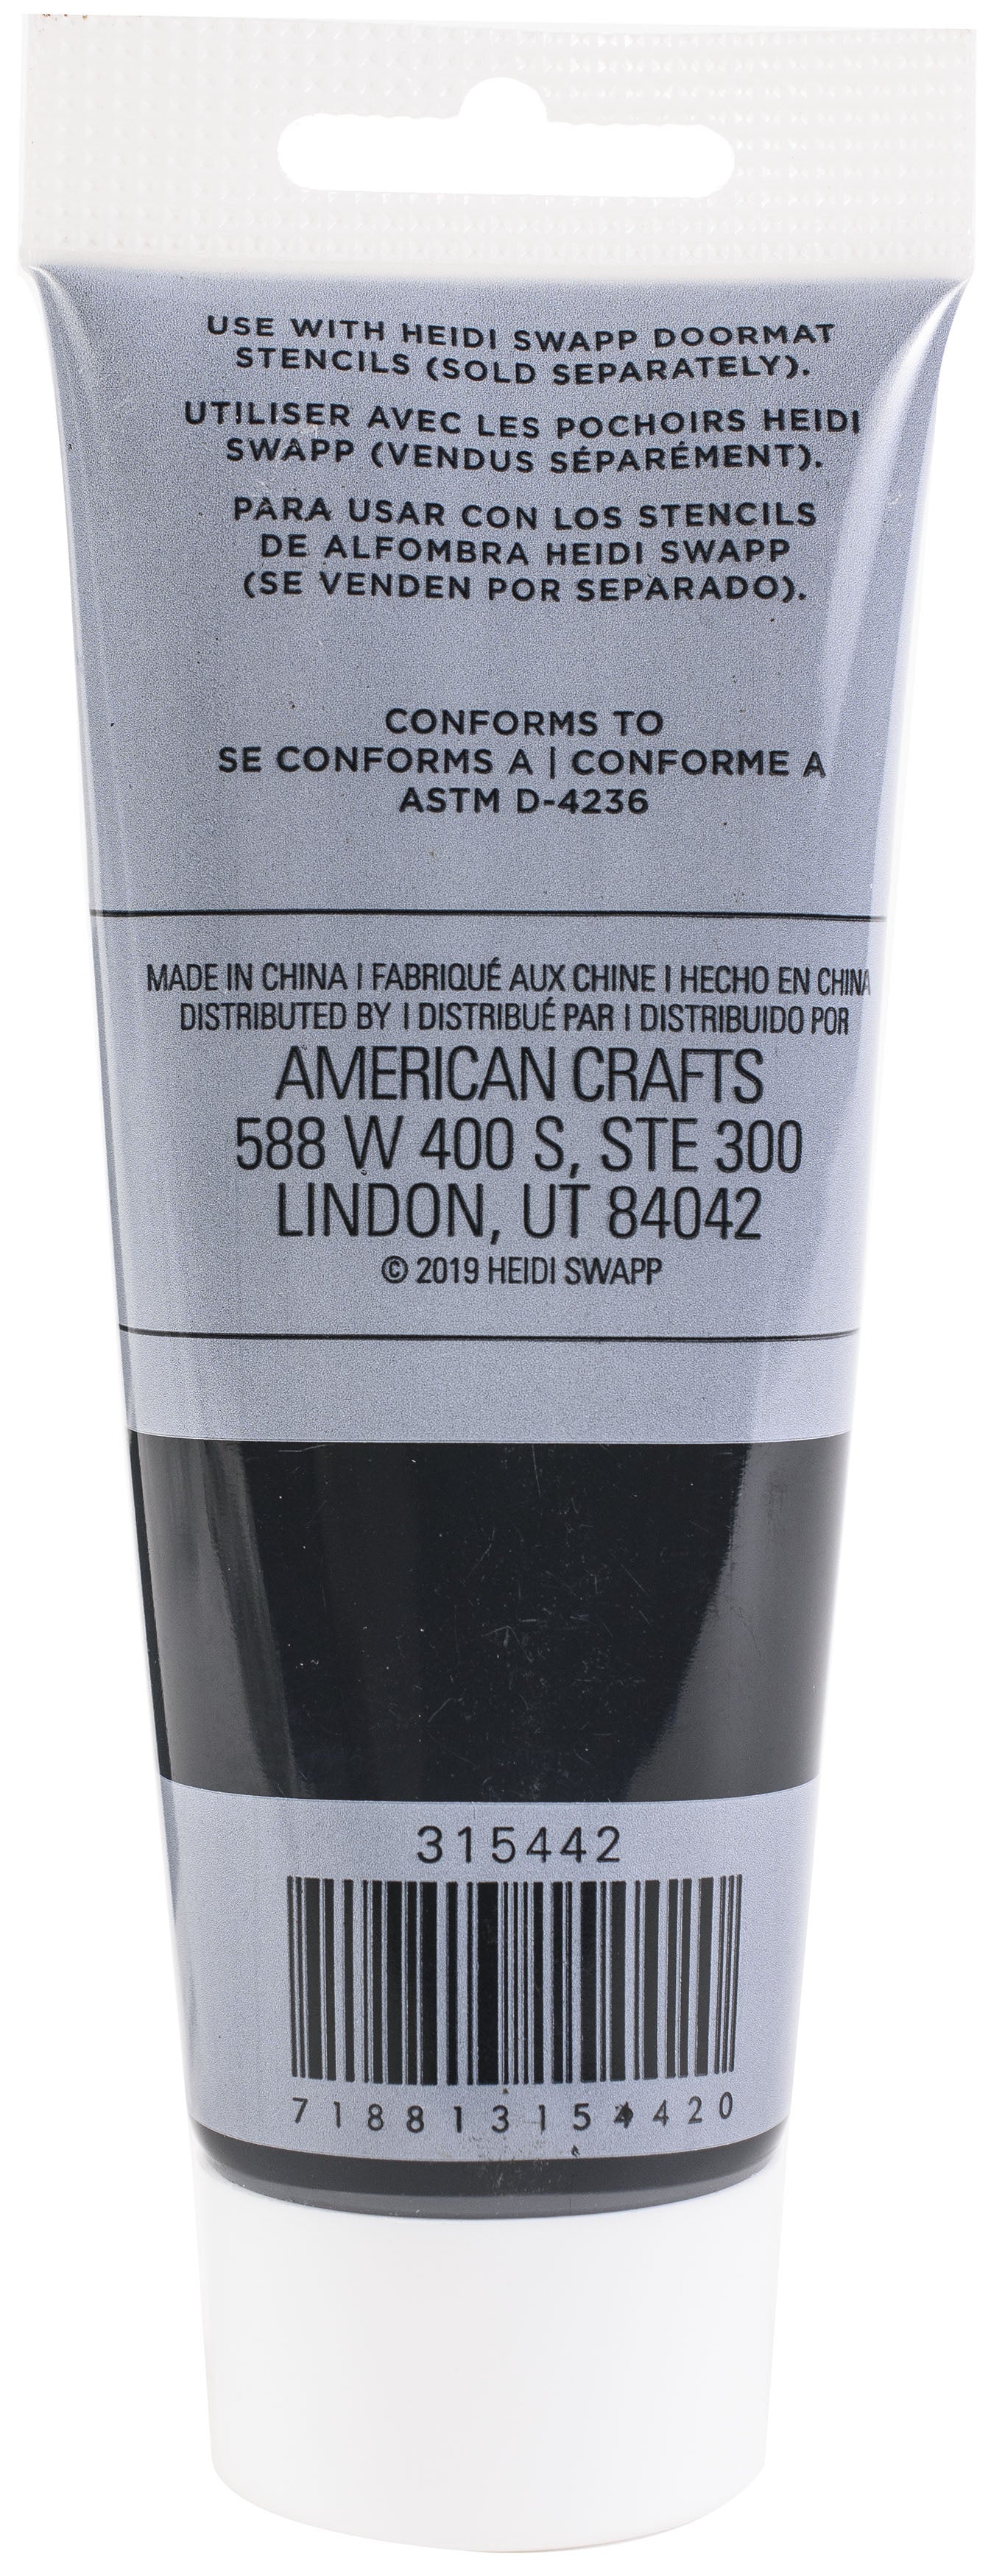 USE WITH HEIDI SWAPP DOORMAT
STENCILS (SOLD SEPARATELY).
UTILISER AVEC LES POCHOIRS HEIDI
SWAPP (VENDUS SÉPARÉMENT).
PARA USAR CON LOS STENCILS
DE ALFOMBRA HEIDI SWAPP
(SE VENDEN POR SEPARADO).
CONFORMS TO
SE CONFORMS A | CONFORME A
ASTM D-4236
MADE IN CHINA | FABRIQUÉ AUX CHINE | HECHO EN CHINA
DISTRIBUTED BY | DISTRIBUÉ PAR | DISTRIBUIDO POR
AMERICAN CRAFTS
588 W 400 S, STE 300
LINDON, UT 84042
© 2019 HEIDI SWAPP
315442
718813154420